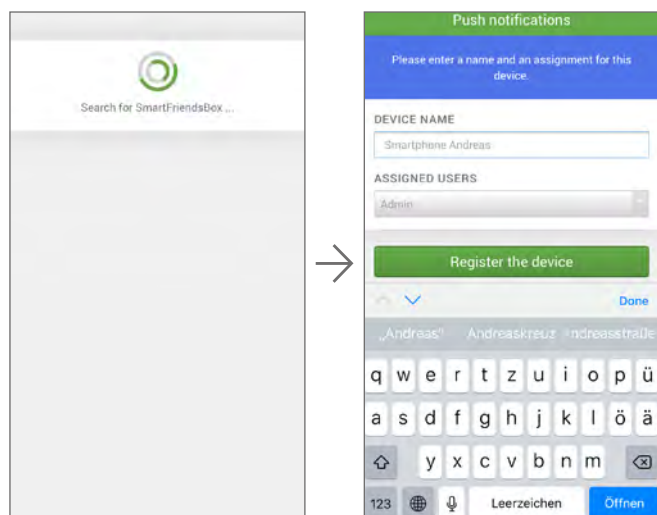 Search for SmartFriendsBox ...
Push notifications
Please enter a name and an assignment for this
device.
DEVICE NAME
Smartphone Andreas
ASSIGNED USERS
Admin
Register the device
Done
„Andreas“ Andreaskreuz ndreasstraße
q w e r t z u i o p ü
a s d f g h j k l ö ä
y x c v b n m
123 Leerzeichen Öffnen